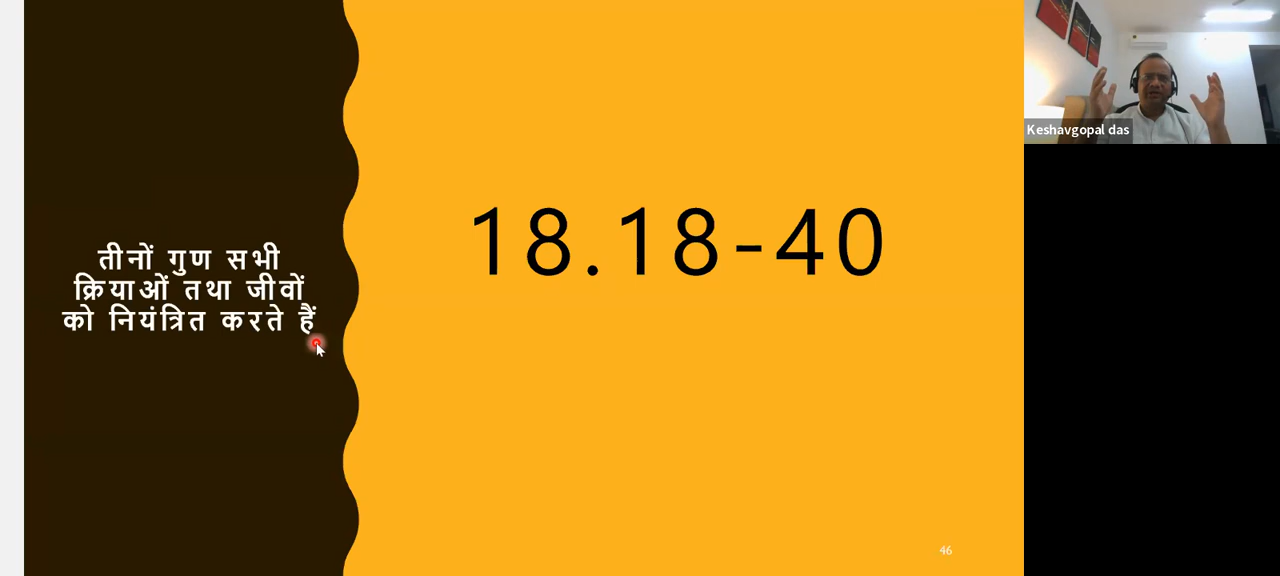 तीनों गुण सभी
क्रियाओं तथा जीवों
को नियंत्रित करते हैं
18.18-40
46
Keshavgopal das